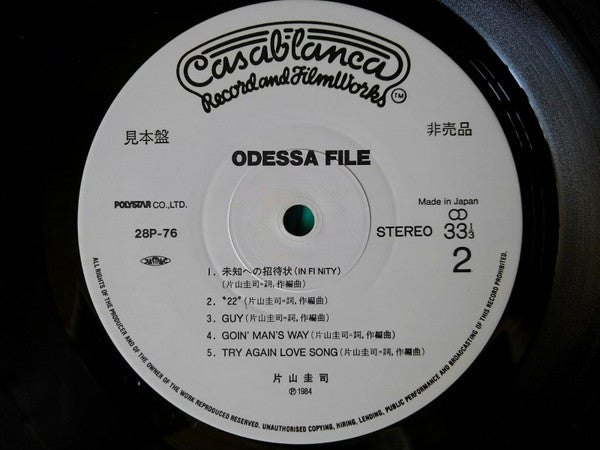 Casablanca
Record and FilmWorks
TM
見本盤
非売品
ODESSA FILE
POLYSTAR CO.,LTD.
Made in Japan
28P-76
STEREO 33 1/3
2
1. 未知への招待状 (IN FI NITY)
(片山圭司=詞, 作編曲)
2. "22" (片山圭司=詞, 作編曲)
3. GUY (片山圭司=詞, 作編曲)
4. GOIN' MAN'S WAY (片山圭司=詞, 作編曲)
5. TRY AGAIN LOVE SONG (片山圭司=詞, 作編曲)
片山圭司
Ⓟ1984
ALL RIGHTS OF THE PRODUCER AND OF THE OWNER OF THE WORK REPRODUCED RESERVED. UNAUTHORISED COPYING, HIRING, LENDING, PUBLIC PERFORMANCE AND BROADCASTING OF THIS RECORD PROHIBITED.